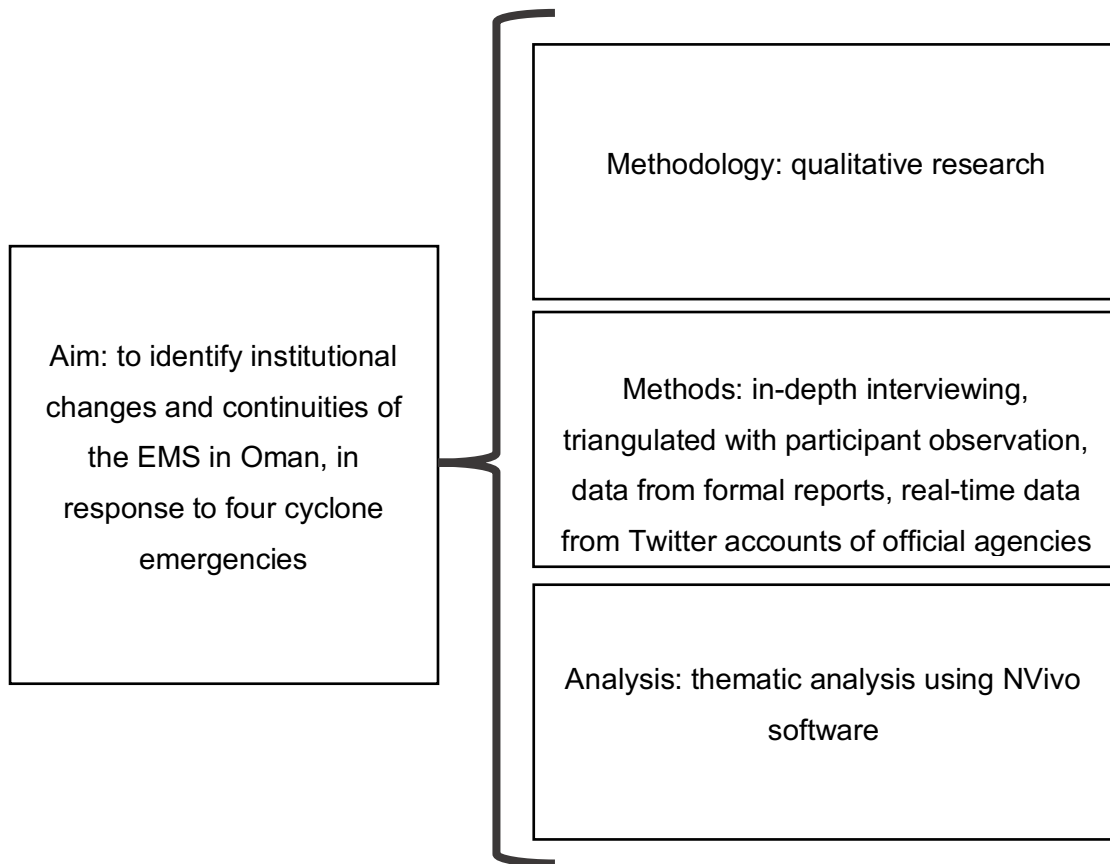 Aim: to identify institutional
changes and continuities of
the EMS in Oman, in
response to four cyclone
emergencies
Methodology: qualitative research
Methods: in-depth interviewing,
triangulated with participant observation,
data from formal reports, real-time data
from Twitter accounts of official agencies
Analysis: thematic analysis using NVivo
software